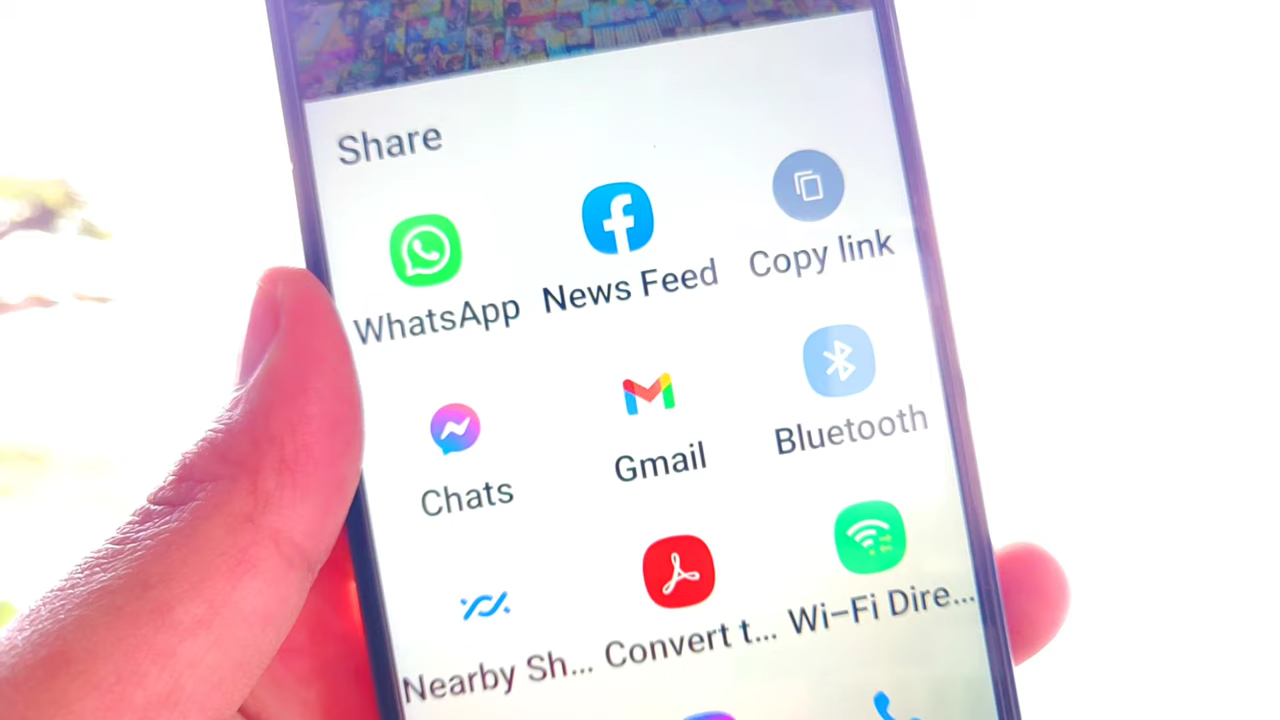 Share
WhatsApp
News Feed
Copy link
Chats
Gmail
Bluetooth
Nearby Sh...
Convert t...
Wi-Fi Dire...